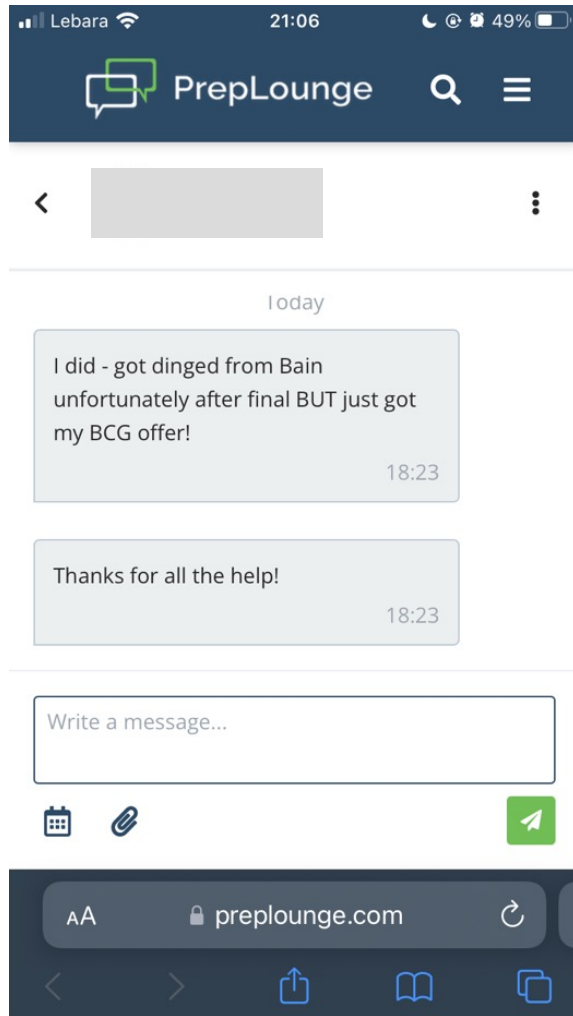 Lebara 21:06 49%
PrepLounge
Today
I did - got dinged from Bain
unfortunately after final BUT just got
my BCG offer!
18:23
Thanks for all the help!
18:23
Write a message...
AA preplounge.com